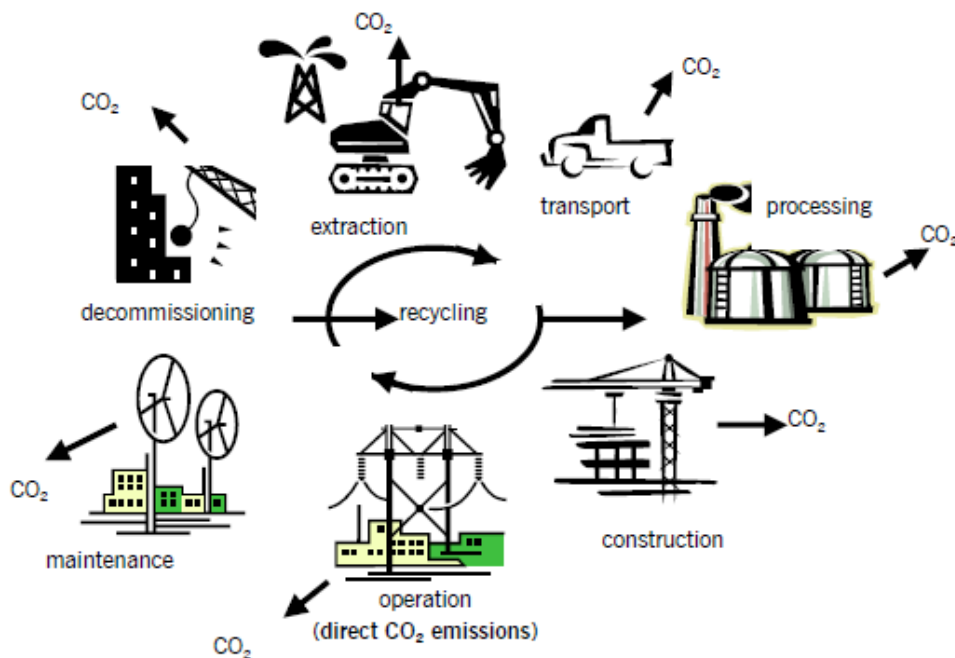 CO₂
extraction
CO₂
transport
processing
CO₂
CO₂
construction
operation
(direct CO₂ emissions)
CO₂
maintenance
CO₂
decommissioning
CO₂
recycling